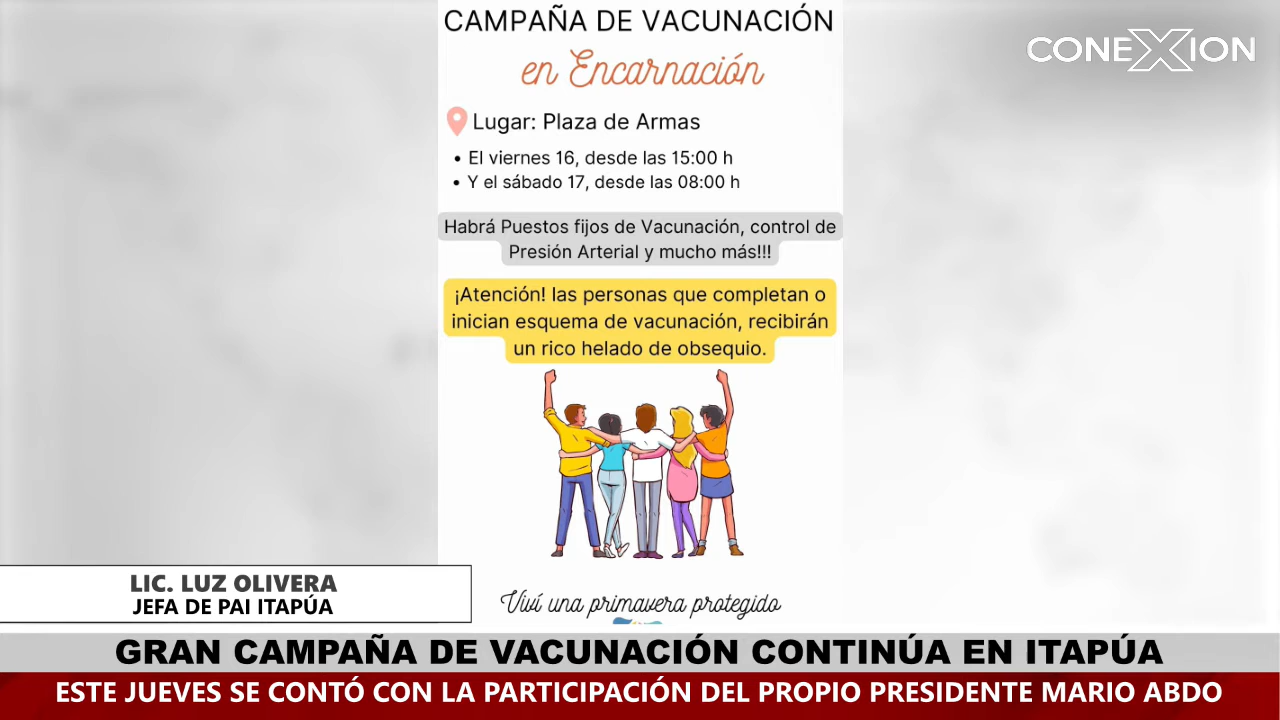 CAMPAÑA DE VACUNACIÓN
CONEXION
en Encarnación
Lugar: Plaza de Armas
• El viernes 16, desde las 15:00 h
• Y el sábado 17, desde las 08:00 h
Habrá Puestos fijos de Vacunación, control de
Presión Arterial y mucho más!!!
¡Atención! las personas que completan o
inician esquema de vacunación, recibirán
un rico helado de obsequio.
LIC. LUZ OLIVERA
JEFA DE PAI ITAPÚA
Viví una primavera protegido
GRAN CAMPAÑA DE VACUNACIÓN CONTINÚA EN ITAPÚA
ESTE JUEVES SE CONTÓ CON LA PARTICIPACIÓN DEL PROPIO PRESIDENTE MARIO ABDO